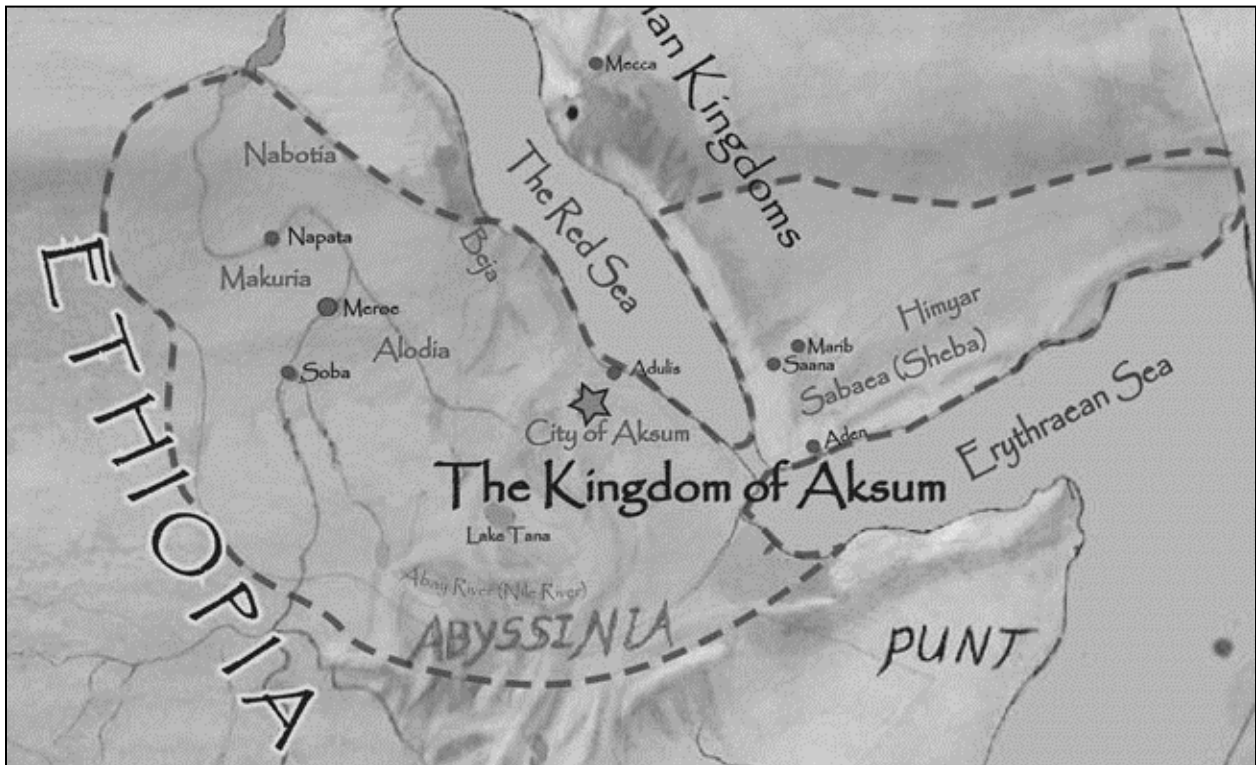 Mecca
man Kingdoms
Nabotia
The Red Sea
Napata
Beja
Makuria
Meroe
Himyar
Alodia
Marib
Saana
Sabaea (Sheba)
Soba
Adulis
City of Aksum
Aden
Erythraean Sea
The Kingdom of Aksum
Lake Tana
Abay River (Nile River)
ABYSSINIA
PUNT
ETHIOPIA